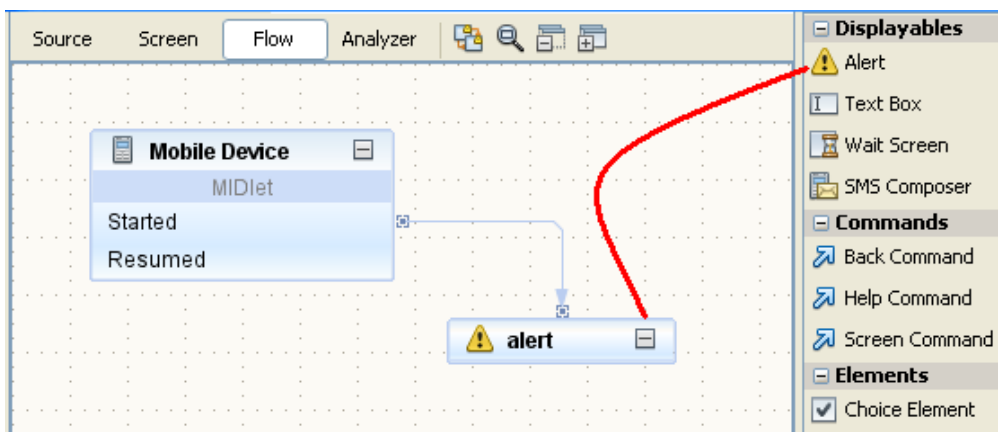 Source Screen Flow Analyzer
Mobile Device
MIDlet
Started
Resumed
alert
Displayables
Alert
Text Box
Wait Screen
SMS Composer
Commands
Back Command
Help Command
Screen Command
Elements
Choice Element